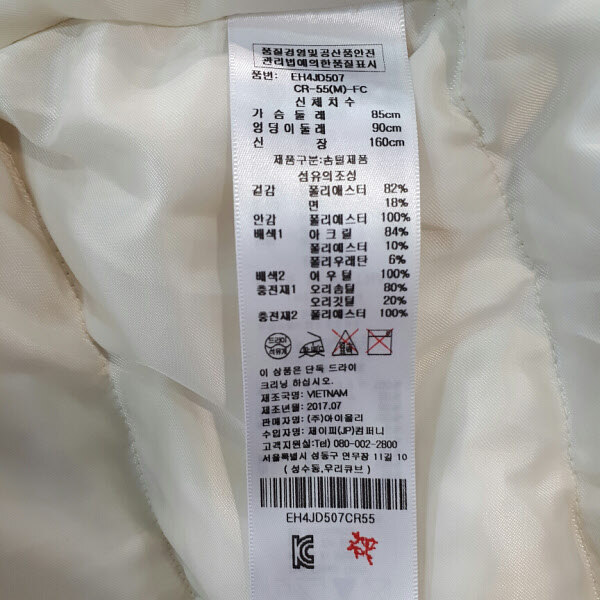 품질경영및공산품안전
관리법에의한품질표시
품번: EH4JD507
CR-55(M)-FC
신체치수
가슴둘레 85cm
엉덩이둘레 90cm
신장 160cm
제품구분:솜털제품
섬유의조성
겉감 폴리에스터 82%
면 18%
안감 폴리에스터 100%
배색1 아크릴 84%
폴리에스터 10%
폴리우레탄 6%
배색2 여우털 100%
충전재1 오리솜털 80%
오리깃털 20%
충전재2 폴리에스터 100%
드라이
석유계
이 상품은 단독 드라이
크리닝 하십시오.
제조국명: VIETNAM
제조년월: 2017.07
판매자명: (주)아이올리
수입자명: 제이피(JP)컴퍼니
고객지원실:Tel) 080-002-2800
서울특별시 성동구 연무장 11길 10
(성수동,우리큐브)
EH4JD507CR55